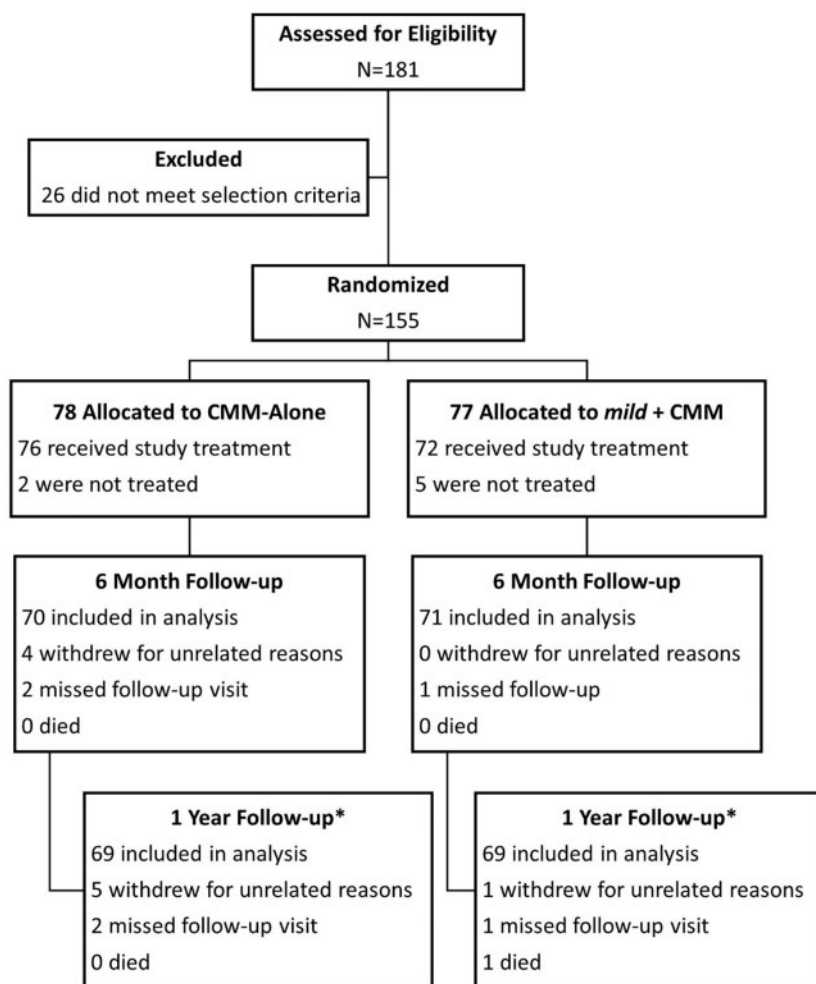 Assessed for Eligibility
N=181
Excluded
26 did not meet selection criteria
Randomized
N=155
78 Allocated to CMM-Alone
76 received study treatment
2 were not treated
77 Allocated to mild + CMM
72 received study treatment
5 were not treated
6 Month Follow-up
70 included in analysis
4 withdrew for unrelated reasons
2 missed follow-up visit
0 died
6 Month Follow-up
71 included in analysis
0 withdrew for unrelated reasons
1 missed follow-up
0 died
1 Year Follow-up*
69 included in analysis
5 withdrew for unrelated reasons
2 missed follow-up visit
0 died
1 Year Follow-up*
69 included in analysis
1 withdrew for unrelated reasons
1 missed follow-up visit
1 died